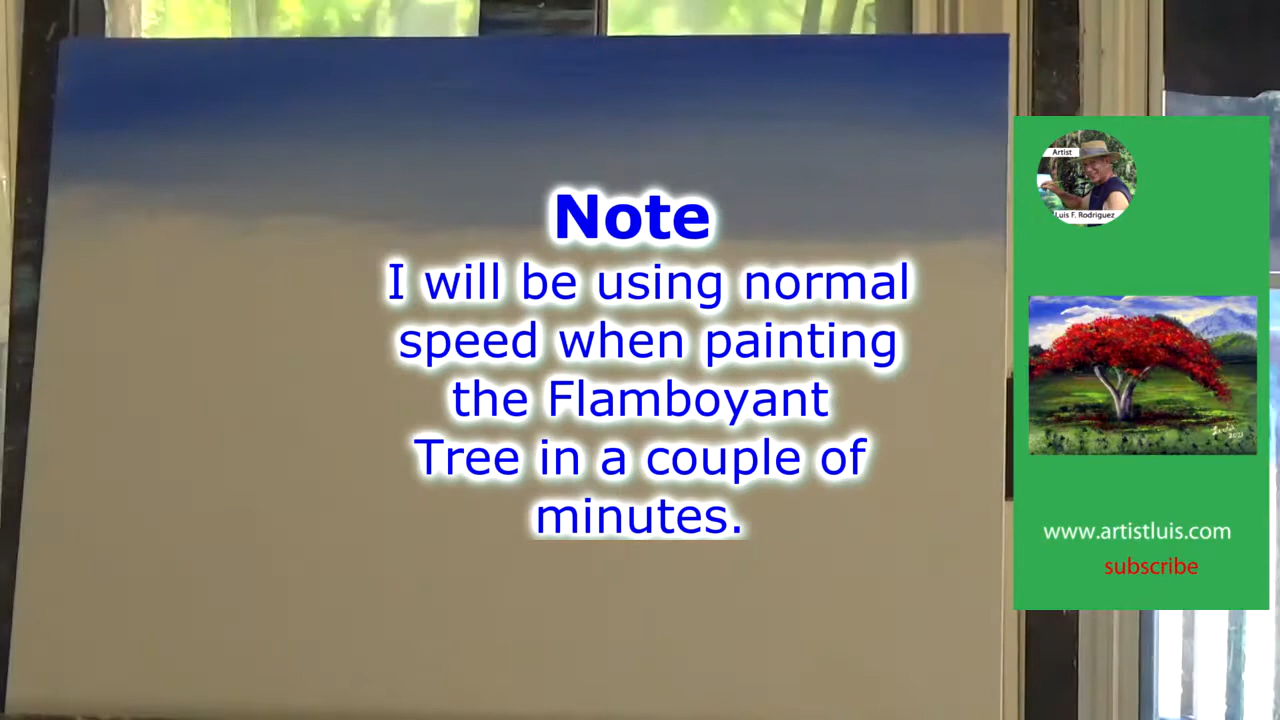 Note
I will be using normal
speed when painting
the Flamboyant
Tree in a couple of
minutes.
Artist
Luis F. Rodriguez
2021
www.artistluis.com
subscribe